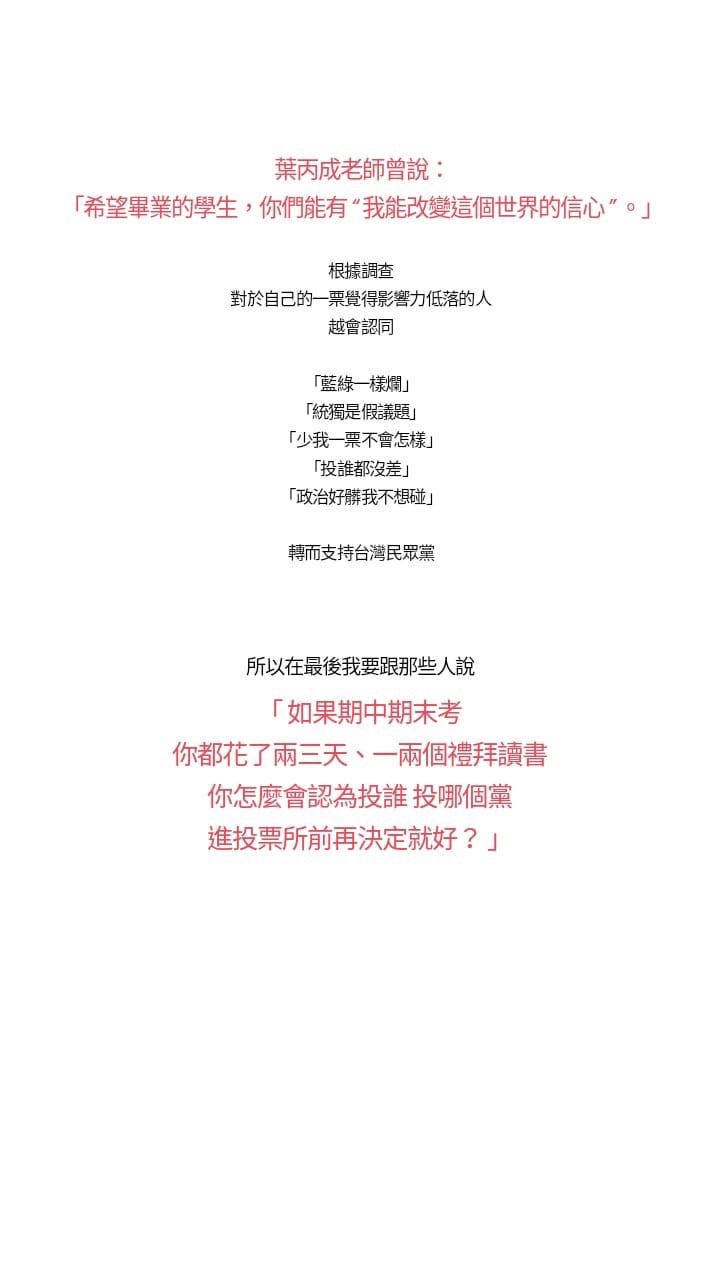 葉丙成老師曾說：
「希望畢業的學生，你們能有“我能改變這個世界的信心”。」
根據調查
對於自己的一票覺得影響力低落的人
越會認同
「藍綠一樣爛」
「統獨是假議題」
「少我一票不會怎樣」
「投誰都沒差」
「政治好髒我不想碰」
轉而支持台灣民眾黨
所以在最後我要跟那些人說
「如果期中期末考
你都花了兩三天、一兩個禮拜讀書
你怎麼會認為投誰 投哪個黨
進投票所前再決定就好？」